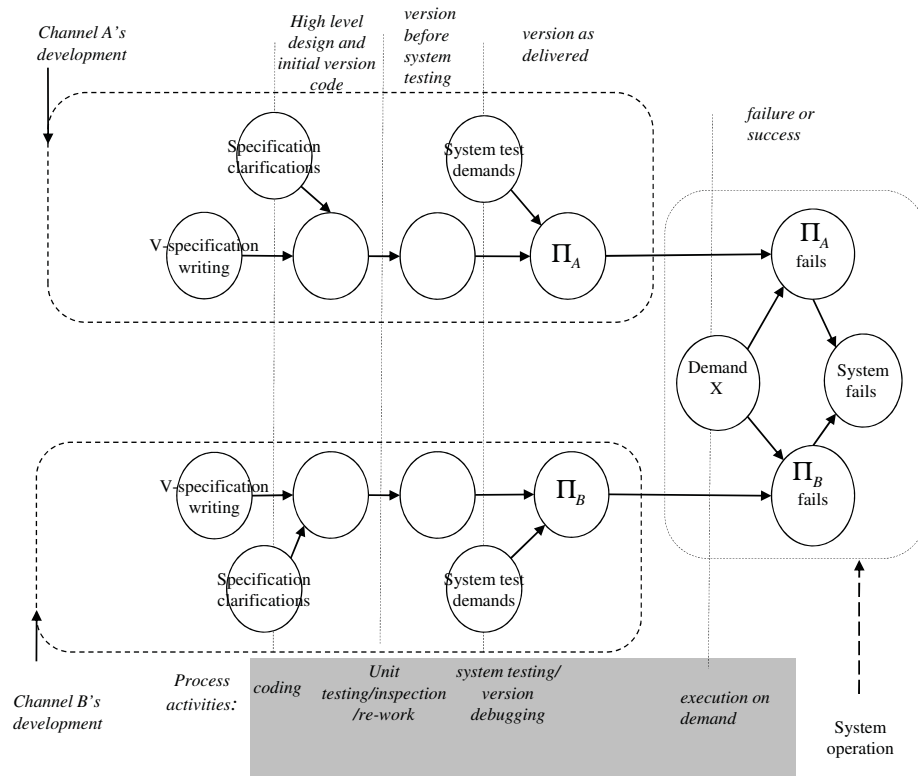 Channel A's
development
High level
design and
initial version
code
version
before
system
testing
version as
delivered
failure or
success
Specification
clarifications
System test
demands
V-specification
writing
Π_A
Π_A
fails
Demand
X
System
fails
V-specification
writing
Π_B
Π_B
fails
Specification
clarifications
System test
demands
Channel B's
development
Process
activities:
coding
Unit
testing/inspection
/re-work
system testing/
version
debugging
execution on
demand
System
operation